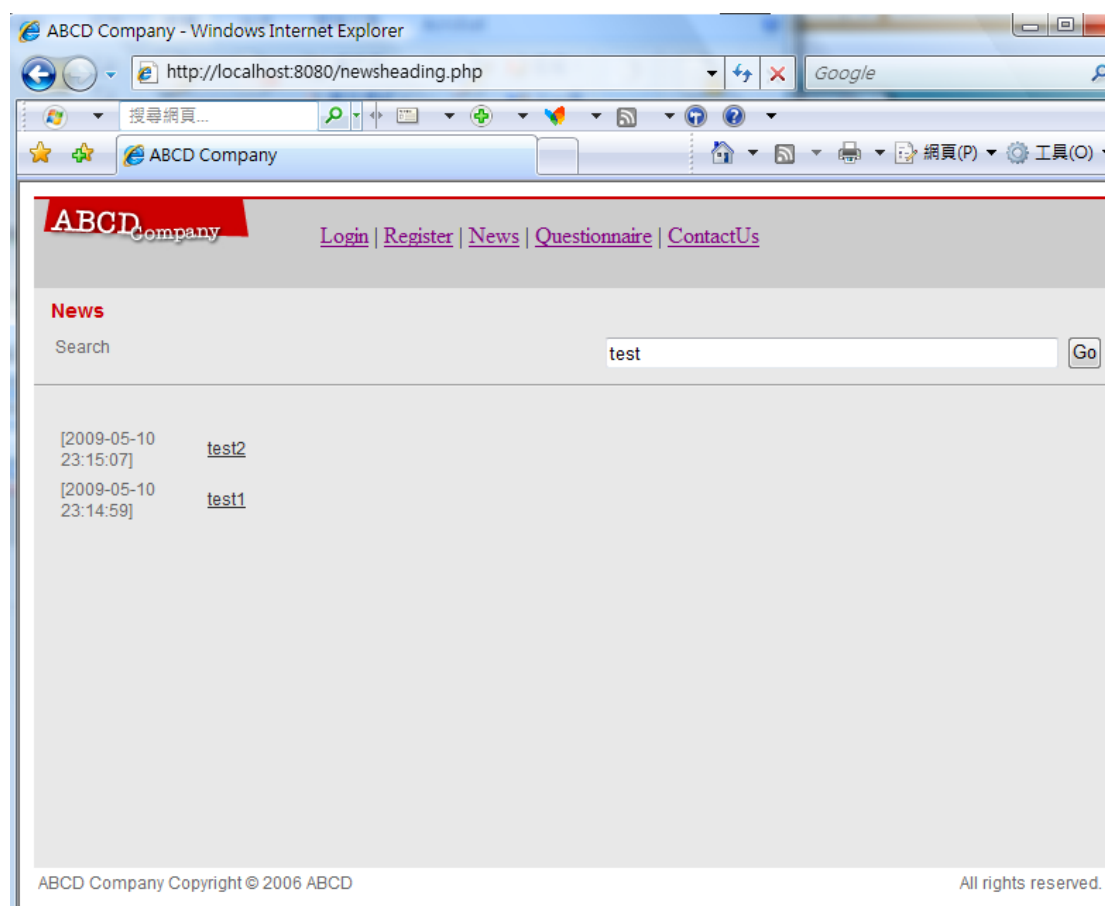 ABCD Company - Windows Internet Explorer
http://localhost:8080/newsheading.php
Google
搜尋網頁...
ABCD Company
網頁(P)
工具(O)
ABCDCompany
Login | Register | News | Questionnaire | ContactUs
News
Search
test
Go
[2009-05-10
23:15:07]
test2
[2009-05-10
23:14:59]
test1
ABCD Company Copyright © 2006 ABCD
All rights reserved.